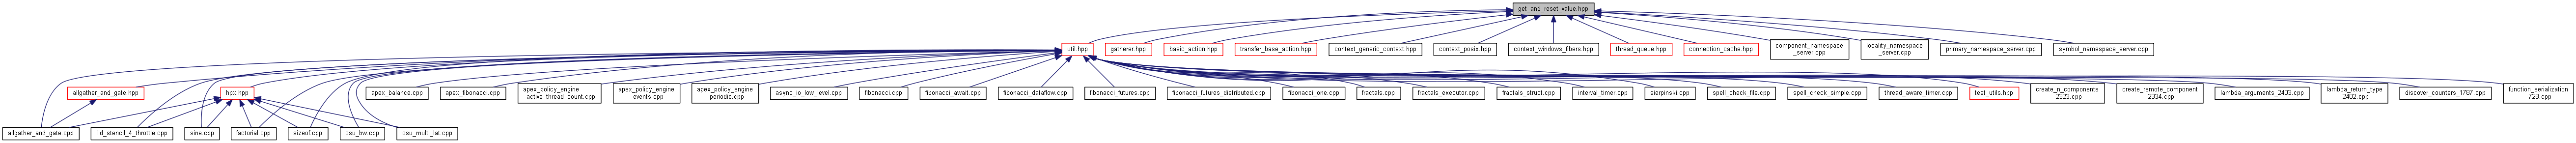 get_and_reset_value.hpp
util.hpp
gatherer.hpp
basic_action.hpp
transfer_base_action.hpp
context_generic_context.hpp
context_posix.hpp
context_windows_fibers.hpp
thread_queue.hpp
connection_cache.hpp
component_namespace
_server.cpp
locality_namespace
_server.cpp
primary_namespace_server.cpp
symbol_namespace_server.cpp
allgather_and_gate.hpp
hpx.hpp
apex_balance.cpp
apex_fibonacci.cpp
apex_policy_engine
_active_thread_count.cpp
apex_policy_engine
_events.cpp
apex_policy_engine
_periodic.cpp
async_io_low_level.cpp
fibonacci.cpp
fibonacci_await.cpp
fibonacci_dataflow.cpp
fibonacci_futures.cpp
fibonacci_futures_distributed.cpp
fibonacci_one.cpp
fractals.cpp
fractals_executor.cpp
fractals_struct.cpp
interval_timer.cpp
sierpinski.cpp
spell_check_file.cpp
spell_check_simple.cpp
thread_aware_timer.cpp
test_utils.hpp
create_n_components
_2323.cpp
create_remote_component
_2334.cpp
lambda_arguments_2403.cpp
lambda_return_type
_2402.cpp
discover_counters_1787.cpp
function_serialization
_728.cpp
allgather_and_gate.cpp
1d_stencil_4_throttle.cpp
sine.cpp
factorial.cpp
sizeof.cpp
osu_bw.cpp
osu_multi_lat.cpp